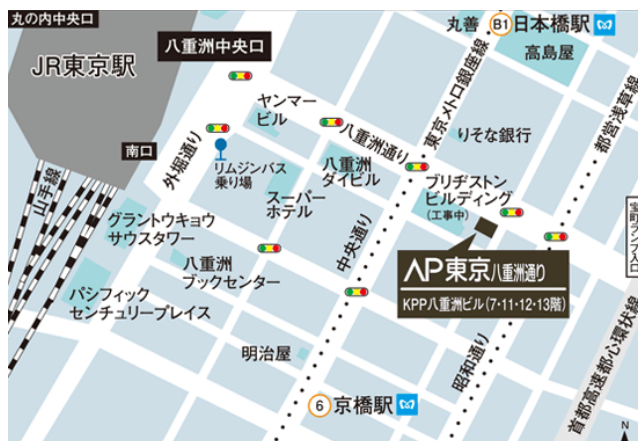 丸の内中央口
JR東京駅
八重洲中央口
丸善
B1
日本橋駅
高島屋
ヤンマー
ビル
八重洲通り
東京メトロ銀座線
りそな銀行
都営浅草線
南口
外堀通り
リムジンバス
乗り場
八重洲
ダイビル
ブリヂストン
ビルディング
(工事中)
山手線
スーパー
ホテル
グラントウキョウ
サウスタワー
中央通り
AP東京八重洲通り
KPP八重洲ビル(7・11・12・13階)
八重洲
ブックセンター
パシフィック
センチュリープレイス
明治屋
昭和通り
首都高速都心環状線
6
京橋駅
N